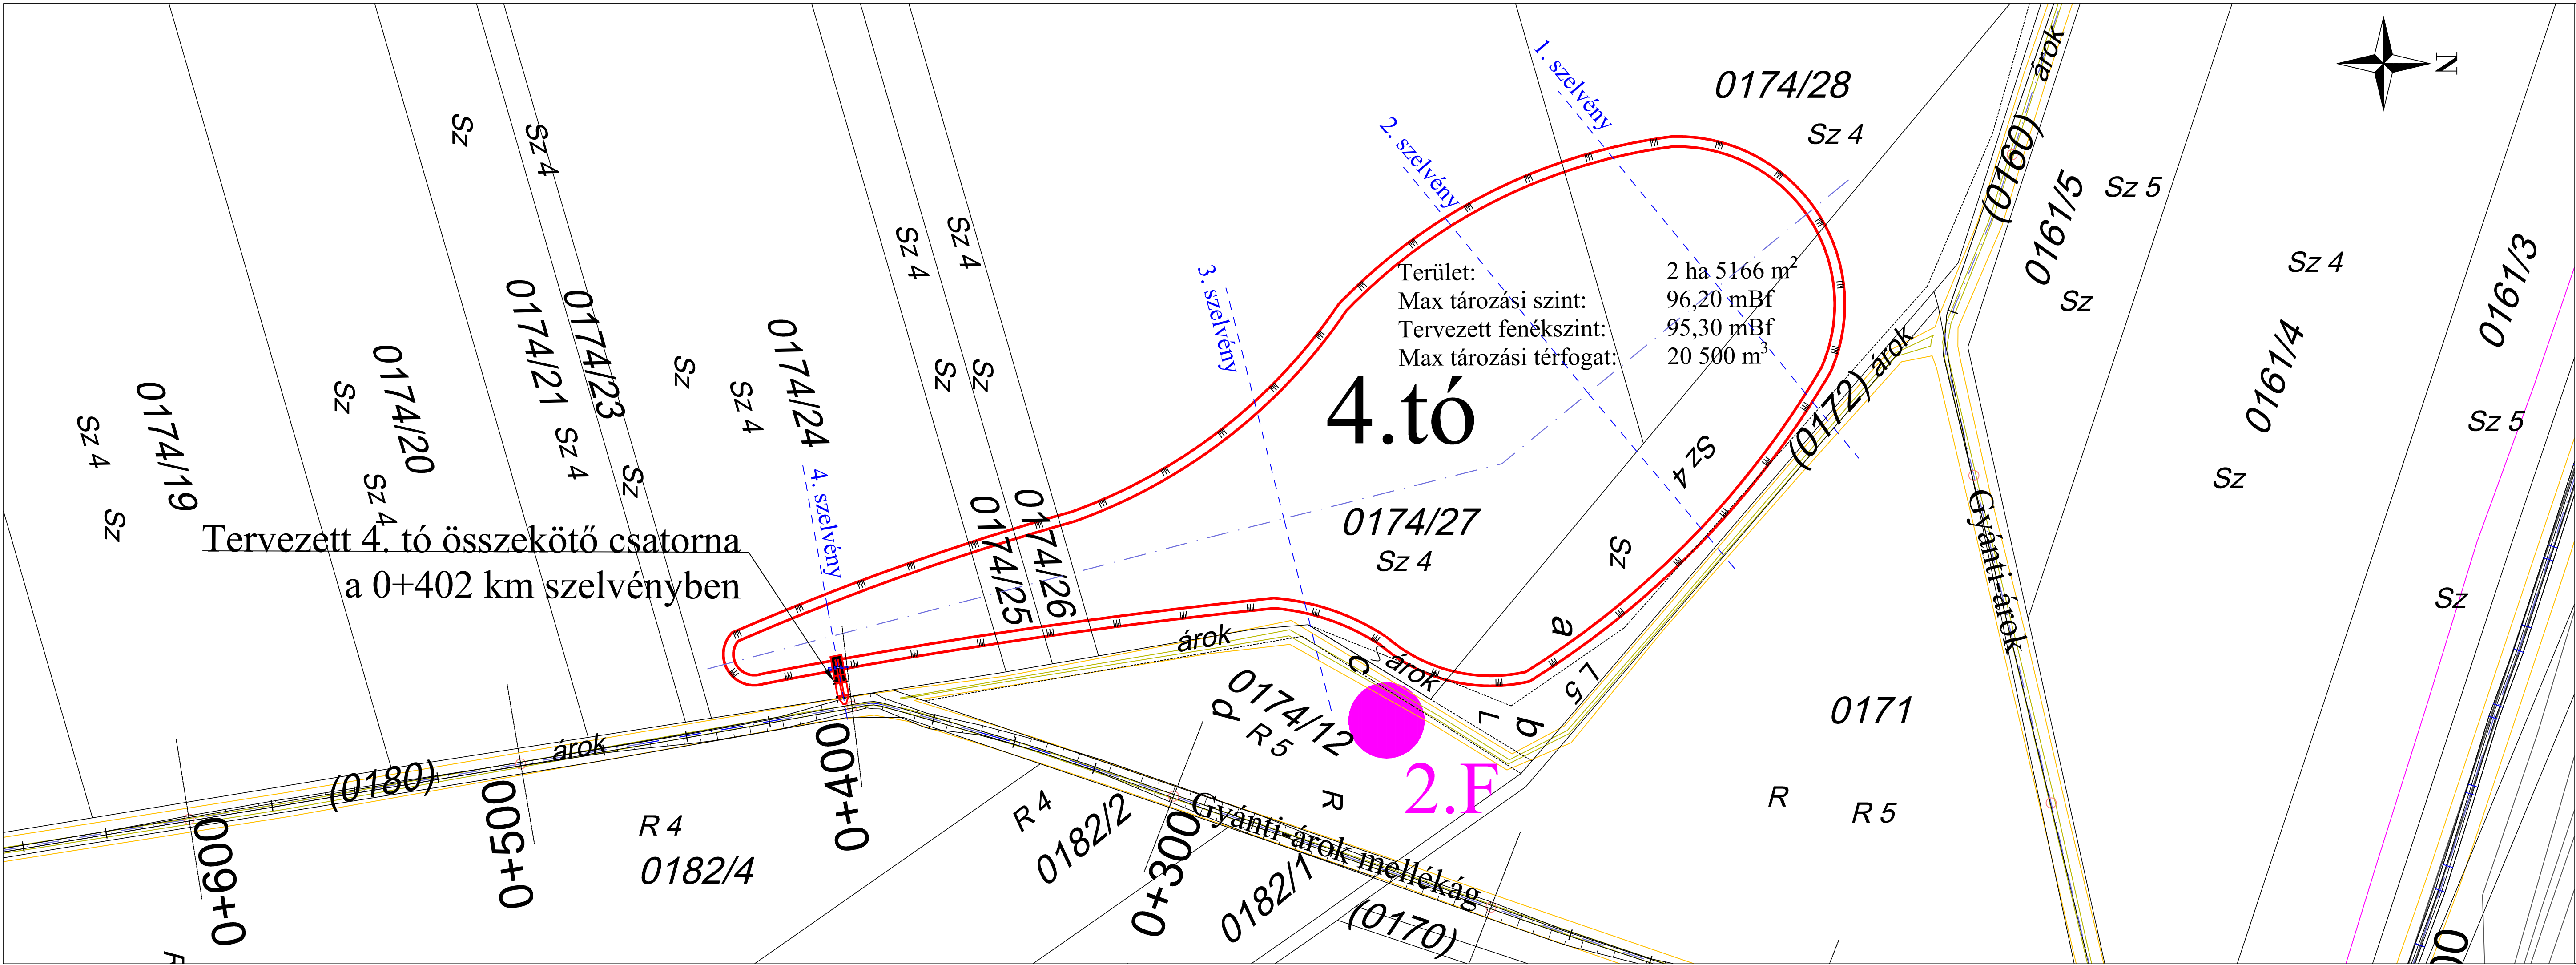 N
árok
(0160)
0161/5
Sz 5
Sz
Sz 4
0161/3
0161/4
Sz 5
Sz
Sz
0174/28
Sz 4
1. szelvény
2. szelvény
3. szelvény
4. szelvény
Terület: 2 ha 5166 m²
Max tározási szint: 96,20 mBf
Tervezett fenékszint: 95,30 mBf
Max tározási térfogat: 20 500 m³
4.tó
0174/27
Sz 4
Sz 4
Sz
a
(0172) árok
Gyánti-árok
Sz
Sz 4
0174/21
0174/23
Sz 4
Sz
Sz
Sz 4
0174/24
Sz 4
Sz 4
Sz
Sz
0174/25
0174/26
0174/19
Sz 4
Sz
Sz
0174/20
Sz 4
Tervezett 4. tó összekötő csatorna
a 0+402 km szelvényben
árok
árok
c
L 5
L
b
0174/12
d
R 5
R
2.F
0171
R
R 5
árok
(0180)
0+600
0+500
0+400
0+300
R 4
0182/4
R 4
0182/2
0182/1
Gyánti-árok mellékág
(0170)